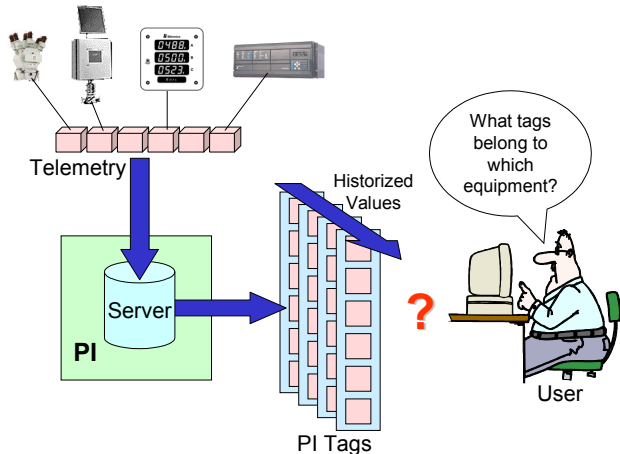 0488.
A
0500.
B
0523.
C
What tags
belong to
which
equipment?
Telemetry
Historized
Values
Server
PI
?
User
PI Tags